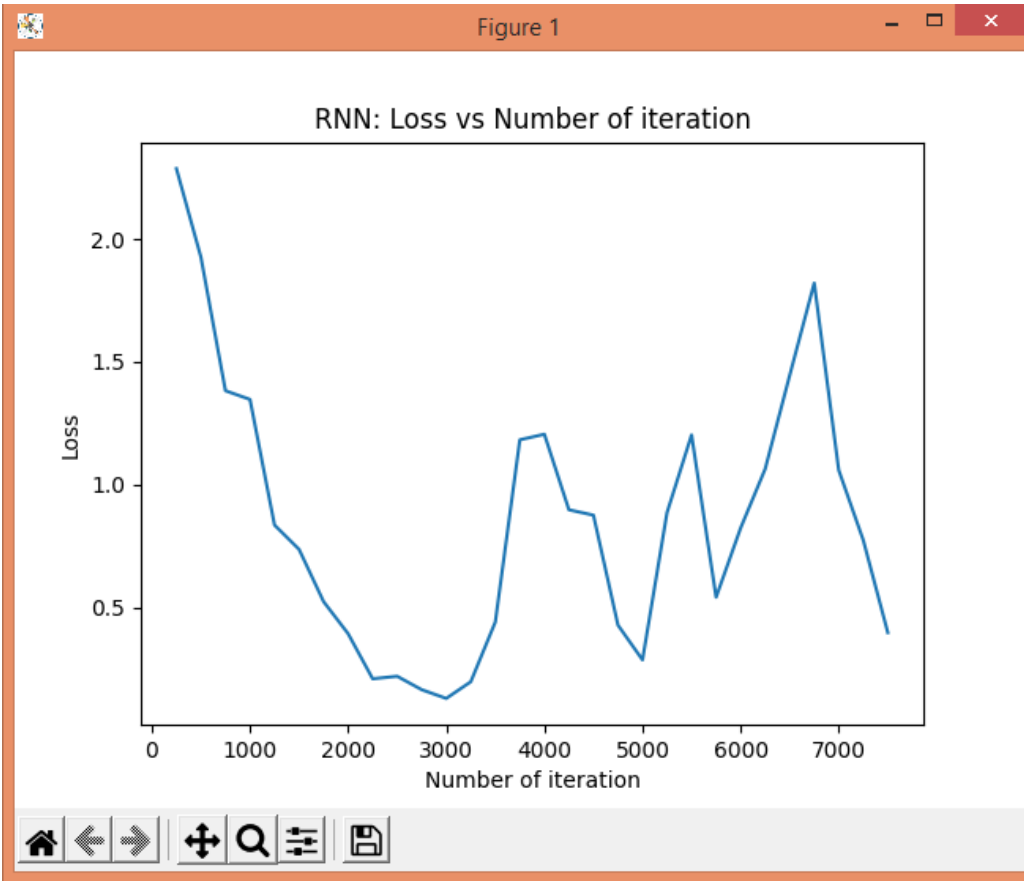 Figure 1
RNN: Loss vs Number of iteration
2.0
1.5
1.0
0.5
Loss
0 1000 2000 3000 4000 5000 6000 7000
Number of iteration